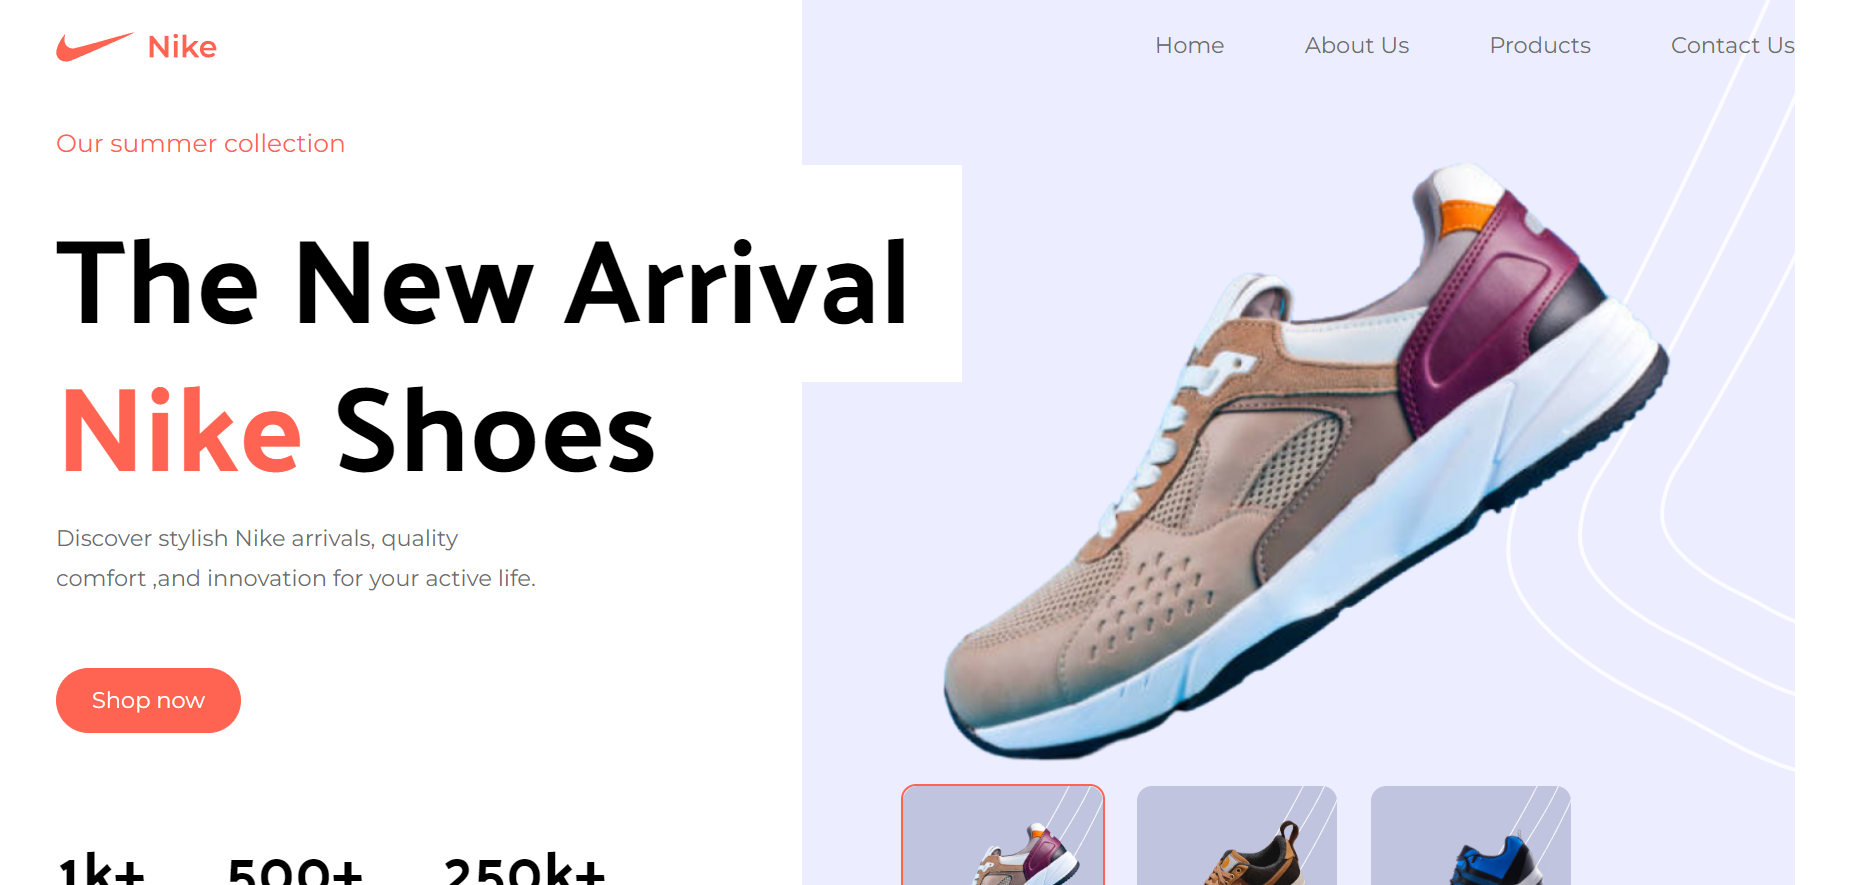 Nike
Home
About Us
Products
Contact Us
Our summer collection
The New Arrival
Nike Shoes
Discover stylish Nike arrivals, quality
comfort ,and innovation for your active life.
Shop now
1k+
500+
250k+